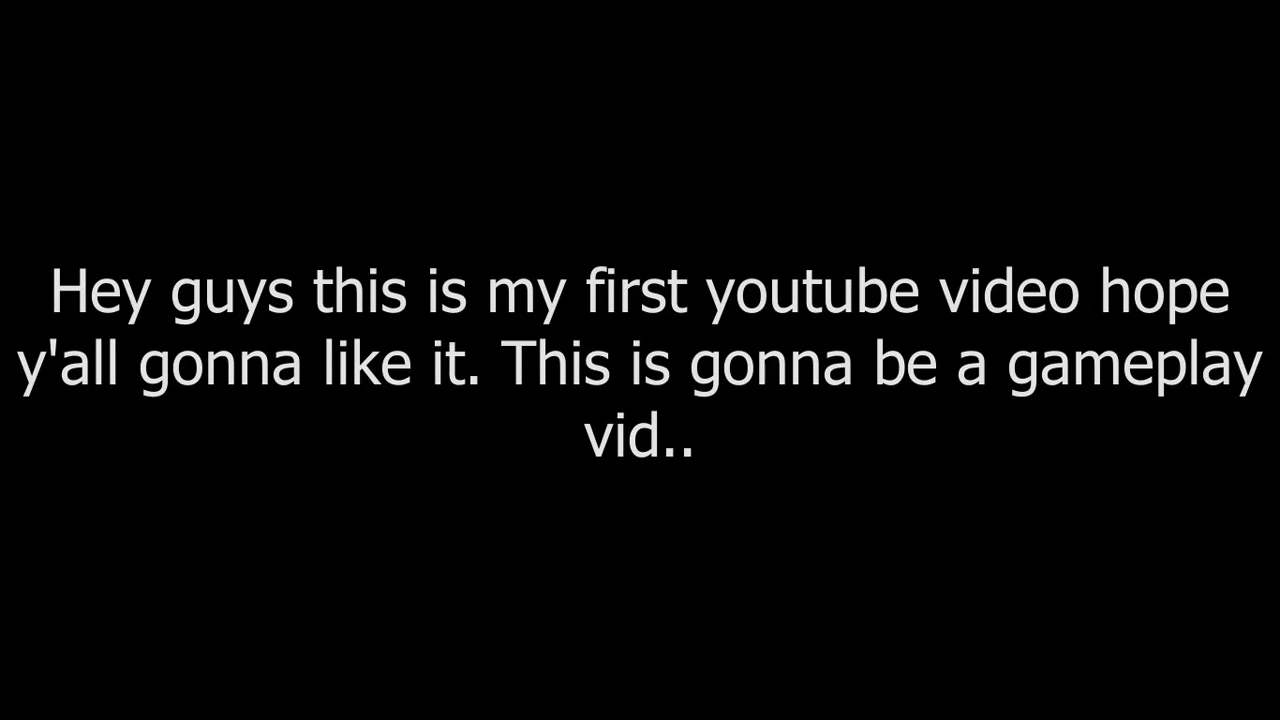 Hey guys this is my first youtube video hope
y'all gonna like it. This is gonna be a gameplay
vid..